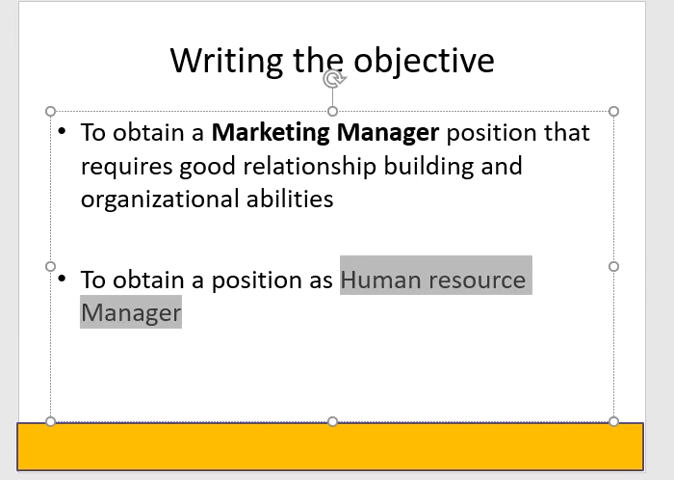 Writing the objective
• To obtain a Marketing Manager position that
requires good relationship building and
organizational abilities
• To obtain a position as Human resource
Manager